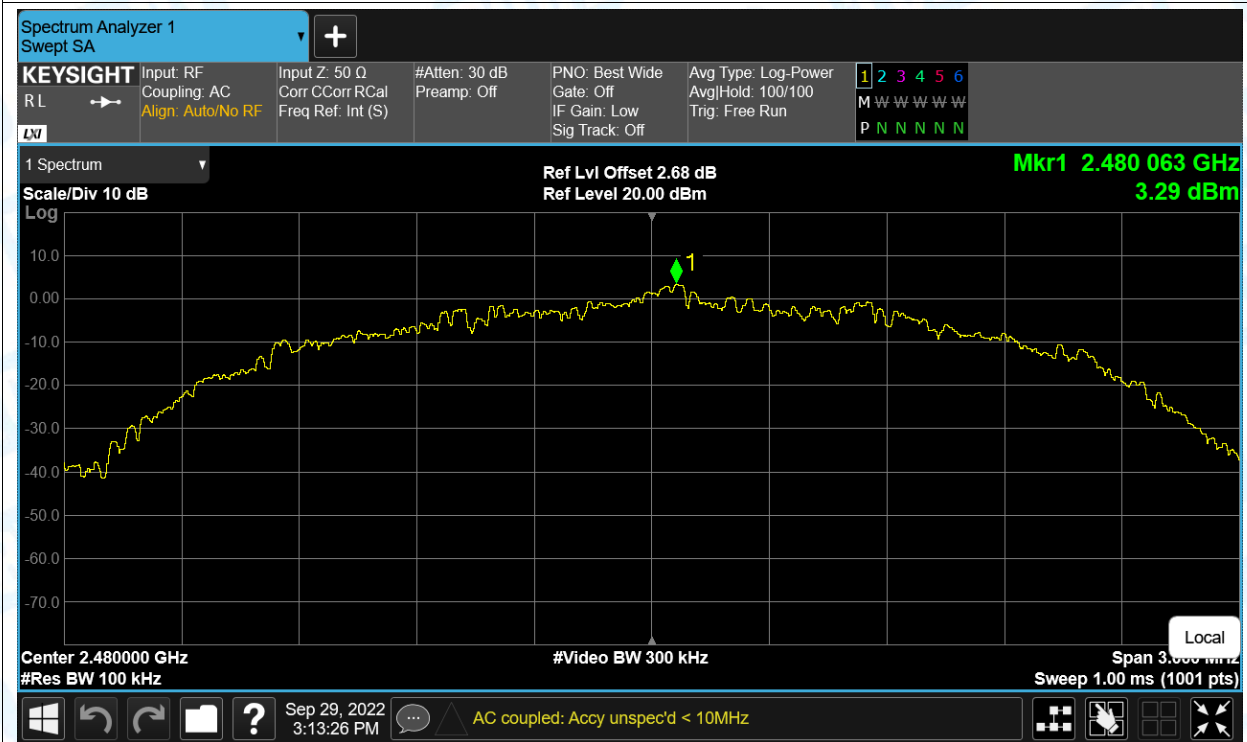 Spectrum Analyzer 1
Swept SA
KEYSIGHT
R L
LXI
Input: RF
Coupling: AC
Align: Auto/No RF
Input Z: 50 Ω
Corr CCorr RCal
Freq Ref: Int (S)
#Atten: 30 dB
Preamp: Off
PNO: Best Wide
Gate: Off
IF Gain: Low
Sig Track: Off
Avg Type: Log-Power
Avg|Hold: 100/100
Trig: Free Run
1 2 3 4 5 6
M W W W W W W
P N N N N N
1 Spectrum
Scale/Div 10 dB
Log
Ref Lvl Offset 2.68 dB
Ref Level 20.00 dBm
Mkr1 2.480 063 GHz
3.29 dBm
1
10.0
0.00
-10.0
-20.0
-30.0
-40.0
-50.0
-60.0
-70.0
Local
Center 2.480000 GHz
#Res BW 100 kHz
#Video BW 300 kHz
Span 3.000 MHz
Sweep 1.00 ms (1001 pts)
?
Sep 29, 2022
3:13:26 PM
AC coupled: Accy unspec'd < 10MHz